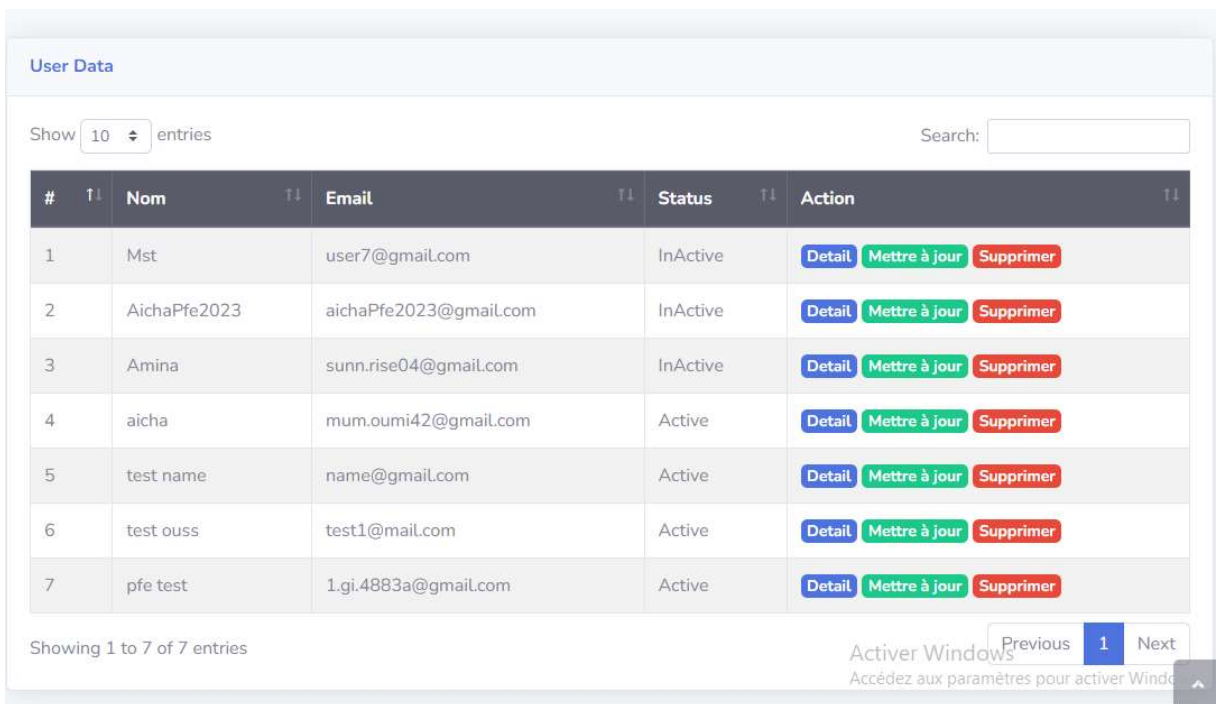 User Data
Show 10 entries Search:
# Nom Email Status Action
1 Mst user7@gmail.com InActive Detail Mettre à jour Supprimer
2 AichaPfe2023 aichaPfe2023@gmail.com InActive Detail Mettre à jour Supprimer
3 Amina sunn.rise04@gmail.com InActive Detail Mettre à jour Supprimer
4 aicha mum.oumi42@gmail.com Active Detail Mettre à jour Supprimer
5 test name name@gmail.com Active Detail Mettre à jour Supprimer
6 test ouss test1@mail.com Active Detail Mettre à jour Supprimer
7 pfe test 1.gi.4883a@gmail.com Active Detail Mettre à jour Supprimer
Showing 1 to 7 of 7 entries Previous 1 Next
Activer Windows
Accédez aux paramètres pour activer